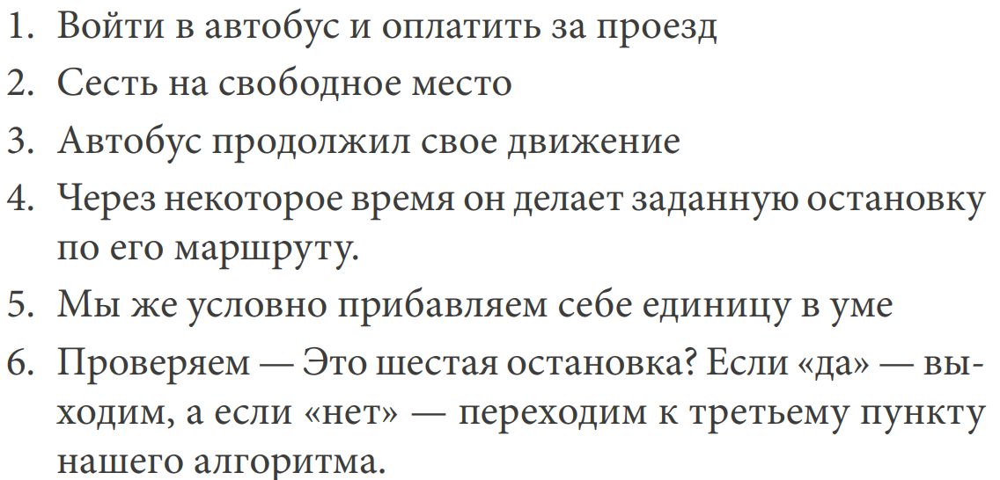 1. Войти в автобус и оплатить за проезд
2. Сесть на свободное место
3. Автобус продолжил свое движение
4. Через некоторое время он делает заданную остановку
по его маршруту.
5. Мы же условно прибавляем себе единицу в уме
6. Проверяем — Это шестая остановка? Если «да» — вы-
ходим, а если «нет» — переходим к третьему пункту
нашего алгоритма.